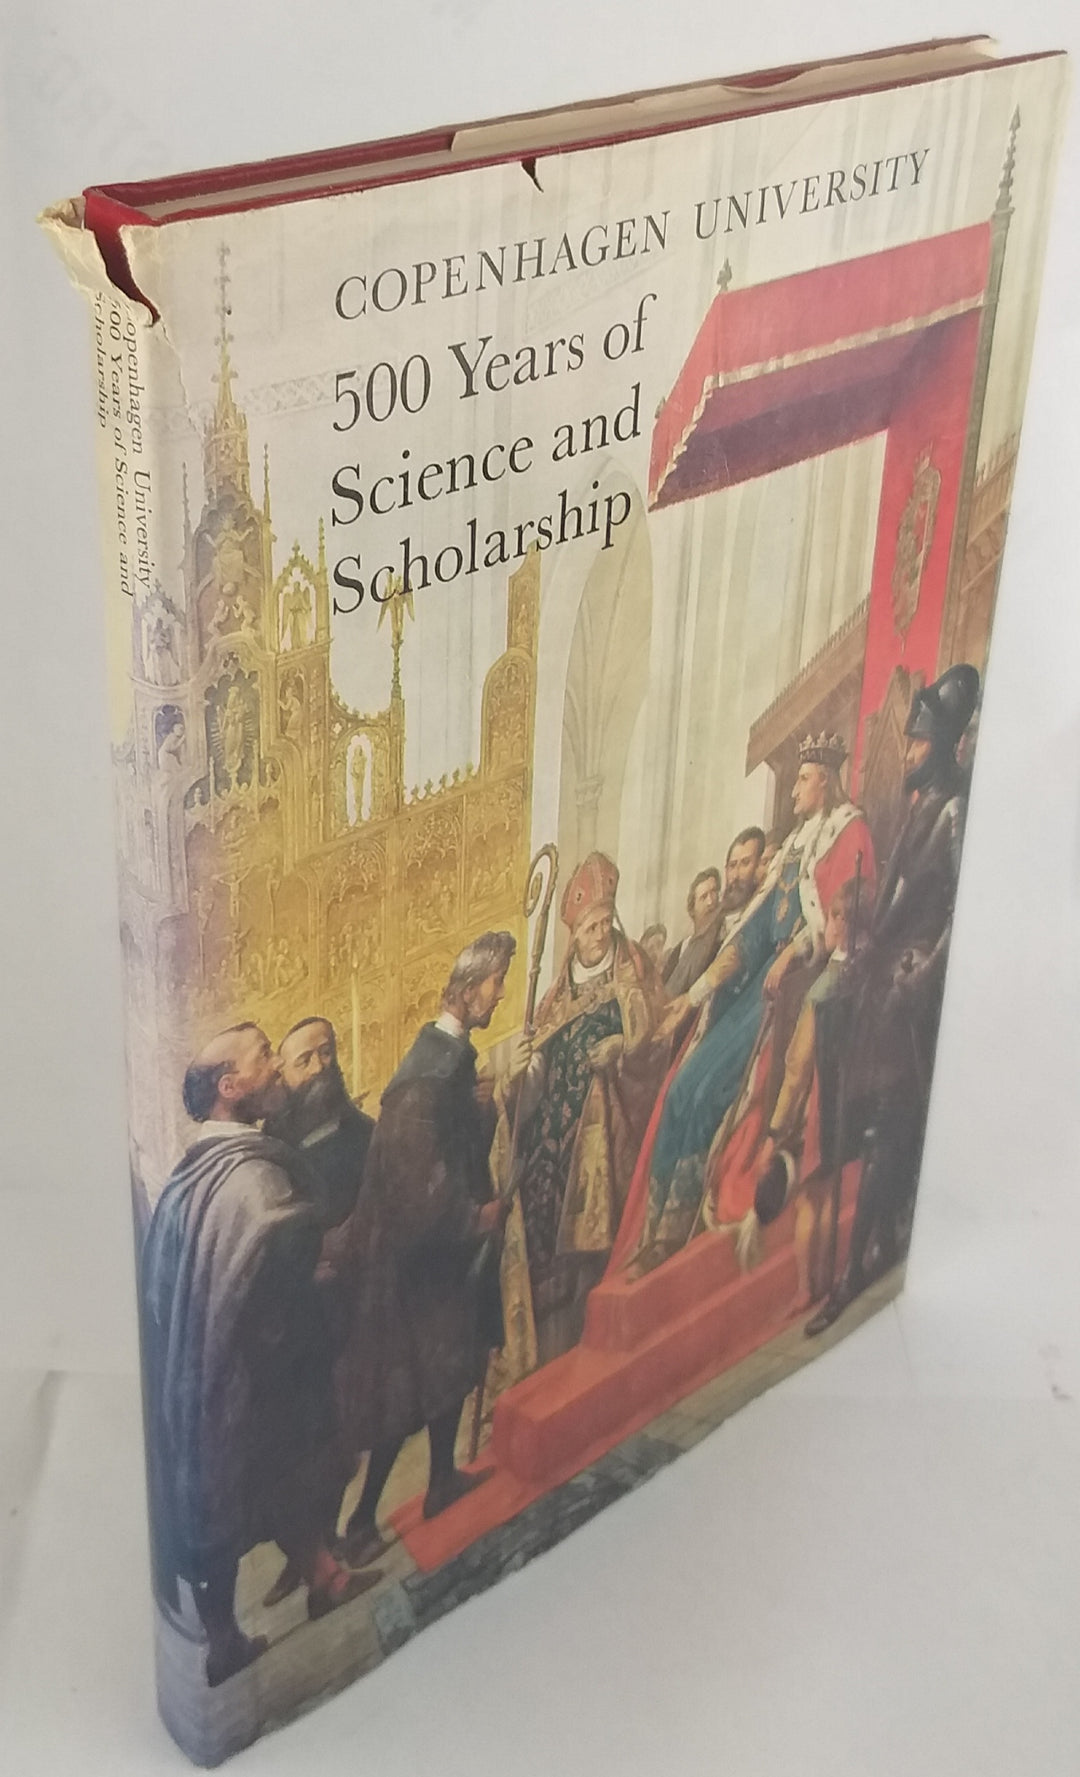 COPENHAGEN UNIVERSITY
500 Years of
Science and
Scholarship
Copenhagen University
500 Years of Science and
Scholarship